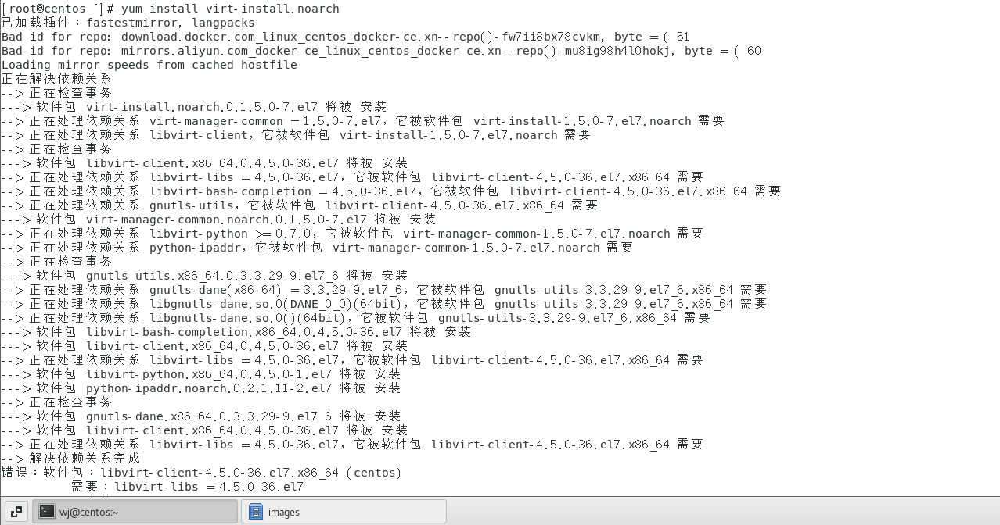 [root@centos ~]# yum install virt-install.noarch
已加载插件：fastestmirror, langpacks
Bad id for repo: download.docker.com_linux_centos_docker-ce.xn--repo()-fw7ii8bx78cvkm, byte = ( 51
Bad id for repo: mirrors.aliyun.com_docker-ce_linux_centos_docker-ce.xn--repo()-mu8ig98h4l0hokj, byte = ( 60
Loading mirror speeds from cached hostfile
正在解决依赖关系
--> 正在检查事务
---> 软件包 virt-install.noarch.0.1.5.0-7.el7 将被 安装
--> 正在处理依赖关系 virt-manager-common = 1.5.0-7.el7，它被软件包 virt-install-1.5.0-7.el7.noarch 需要
--> 正在处理依赖关系 libvirt-client，它被软件包 virt-install-1.5.0-7.el7.noarch 需要
--> 正在检查事务
---> 软件包 libvirt-client.x86_64.0.4.5.0-36.el7 将被 安装
--> 正在处理依赖关系 libvirt-libs = 4.5.0-36.el7，它被软件包 libvirt-client-4.5.0-36.el7.x86_64 需要
--> 正在处理依赖关系 libvirt-bash-completion = 4.5.0-36.el7，它被软件包 libvirt-client-4.5.0-36.el7.x86_64 需要
--> 正在处理依赖关系 gnutls-utils，它被软件包 libvirt-client-4.5.0-36.el7.x86_64 需要
---> 软件包 virt-manager-common.noarch.0.1.5.0-7.el7 将被 安装
--> 正在处理依赖关系 libvirt-python >= 0.7.0，它被软件包 virt-manager-common-1.5.0-7.el7.noarch 需要
--> 正在处理依赖关系 python-ipaddr，它被软件包 virt-manager-common-1.5.0-7.el7.noarch 需要
--> 正在检查事务
---> 软件包 gnutls-utils.x86_64.0.3.3.29-9.el7_6 将被 安装
--> 正在处理依赖关系 gnutls-dane(x86-64) = 3.3.29-9.el7_6，它被软件包 gnutls-utils-3.3.29-9.el7_6.x86_64 需要
--> 正在处理依赖关系 libgnutls-dane.so.0(DANE_0_0)(64bit)，它被软件包 gnutls-utils-3.3.29-9.el7_6.x86_64 需要
--> 正在处理依赖关系 libgnutls-dane.so.0()(64bit)，它被软件包 gnutls-utils-3.3.29-9.el7_6.x86_64 需要
---> 软件包 libvirt-bash-completion.x86_64.0.4.5.0-36.el7 将被 安装
---> 软件包 libvirt-client.x86_64.0.4.5.0-36.el7 将被 安装
--> 正在处理依赖关系 libvirt-libs = 4.5.0-36.el7，它被软件包 libvirt-client-4.5.0-36.el7.x86_64 需要
---> 软件包 libvirt-python.x86_64.0.4.5.0-1.el7 将被 安装
---> 软件包 python-ipaddr.noarch.0.2.1.11-2.el7 将被 安装
--> 正在检查事务
---> 软件包 gnutls-dane.x86_64.0.3.3.29-9.el7_6 将被 安装
---> 软件包 libvirt-client.x86_64.0.4.5.0-36.el7 将被 安装
--> 正在处理依赖关系 libvirt-libs = 4.5.0-36.el7，它被软件包 libvirt-client-4.5.0-36.el7.x86_64 需要
--> 解决依赖关系完成
错误：软件包：libvirt-client-4.5.0-36.el7.x86_64 (centos)
需要：libvirt-libs = 4.5.0-36.el7
wj@centos:~
images